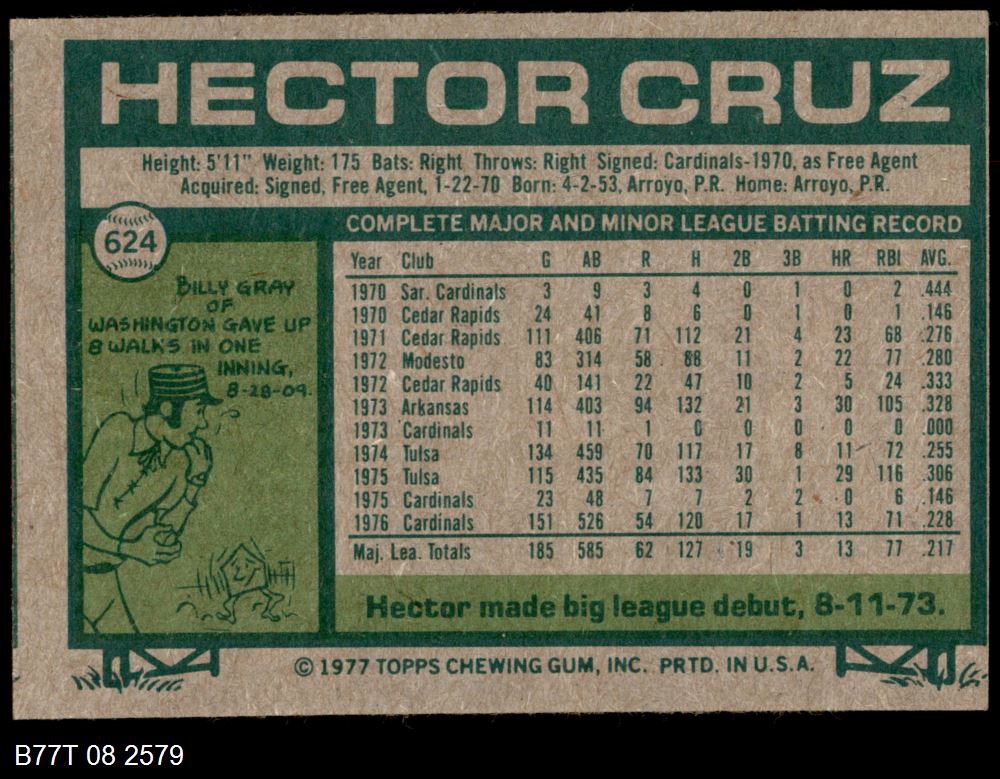 HECTOR CRUZ
Height: 5'11" Weight: 175 Bats: Right Throws: Right Signed: Cardinals-1970, as Free Agent
Acquired: Signed, Free Agent, 1-22-70 Born: 4-2-53, Arroyo, P.R. Home: Arroyo, P.R.
624
BILLY GRAY
OF
WASHINGTON GAVE UP
8 WALKS IN ONE
INNING,
8-28-09.
COMPLETE MAJOR AND MINOR LEAGUE BATTING RECORD
Year Club G AB R H 2B 3B HR RBI AVG.
1970 Sar. Cardinals 3 9 3 4 0 1 0 2 .444
1970 Cedar Rapids 24 41 8 6 0 1 0 1 .146
1971 Cedar Rapids 111 406 71 112 21 4 23 68 .276
1972 Modesto 83 314 58 88 11 2 22 77 .280
1972 Cedar Rapids 40 141 22 47 10 2 5 24 .333
1973 Arkansas 114 403 94 132 21 3 30 105 .328
1973 Cardinals 11 11 1 0 0 0 0 0 .000
1974 Tulsa 134 459 70 117 17 8 11 72 .255
1975 Tulsa 115 435 84 133 30 1 29 116 .306
1975 Cardinals 23 48 7 7 2 2 0 6 .146
1976 Cardinals 151 526 54 120 17 1 13 71 .228
Maj. Lea. Totals 185 585 62 127 19 3 13 77 .217
Hector made big league debut, 8-11-73.
© 1977 TOPPS CHEWING GUM, INC. PRTD. IN U.S.A.
B77T 08 2579